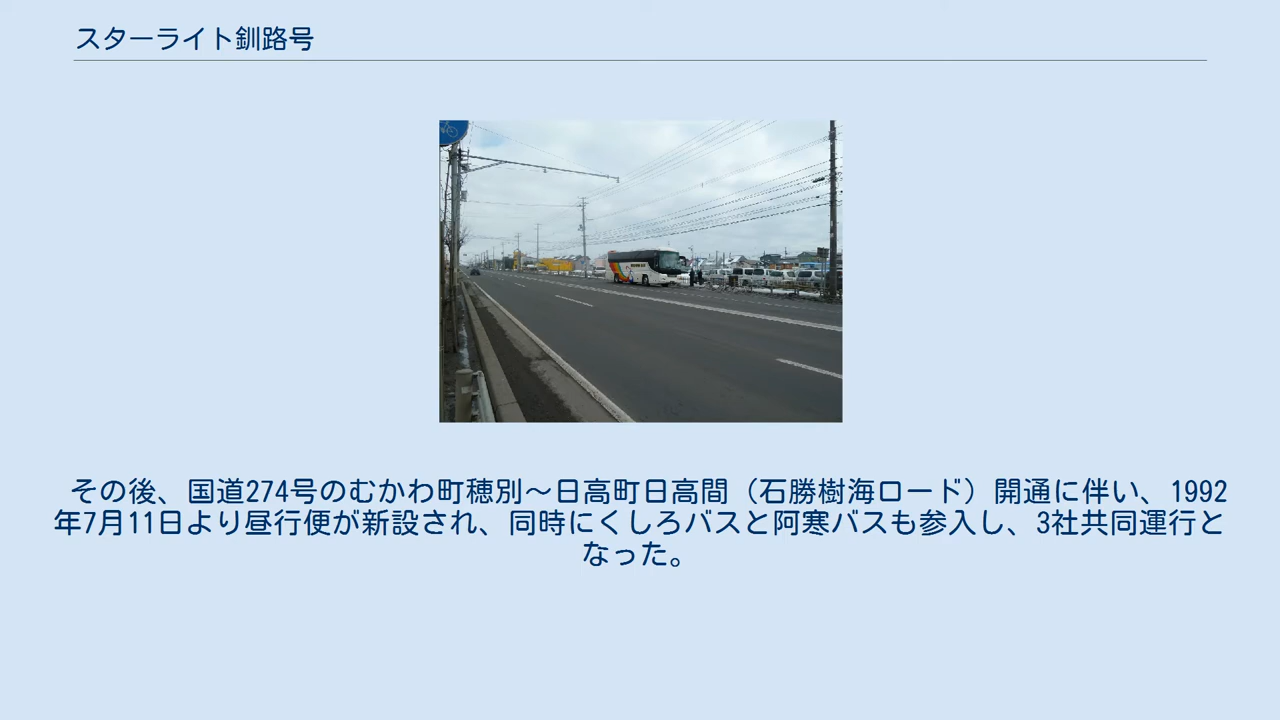 スターライト釧路号
その後、国道274号のむかわ町穂別～日高町日高間（石勝樹海ロード）開通に伴い、1992
年7月11日より昼行便が新設され、同時にくしろバスと阿寒バスも参入し、3社共同運行と
なった。